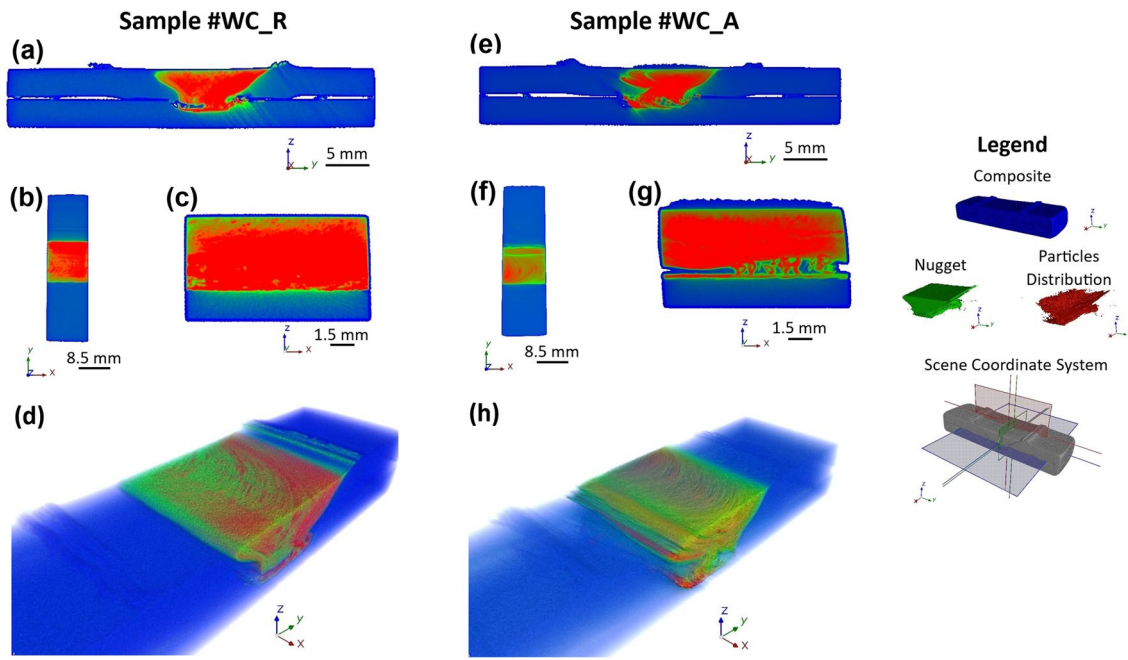 Sample #WC_R
Sample #WC_A
(a)
z
x
y
5 mm
(e)
z
x
y
5 mm
(b)
y
z
x
8.5 mm
(c)
z
y
x
1.5 mm
(f)
y
z
x
8.5 mm
(g)
z
y
x
1.5 mm
(d)
z
y
x
(h)
z
y
x
Legend
Composite
z
x
y
Nugget
z
x
y
Particles
Distribution
z
x
y
Scene Coordinate System
z
x
y